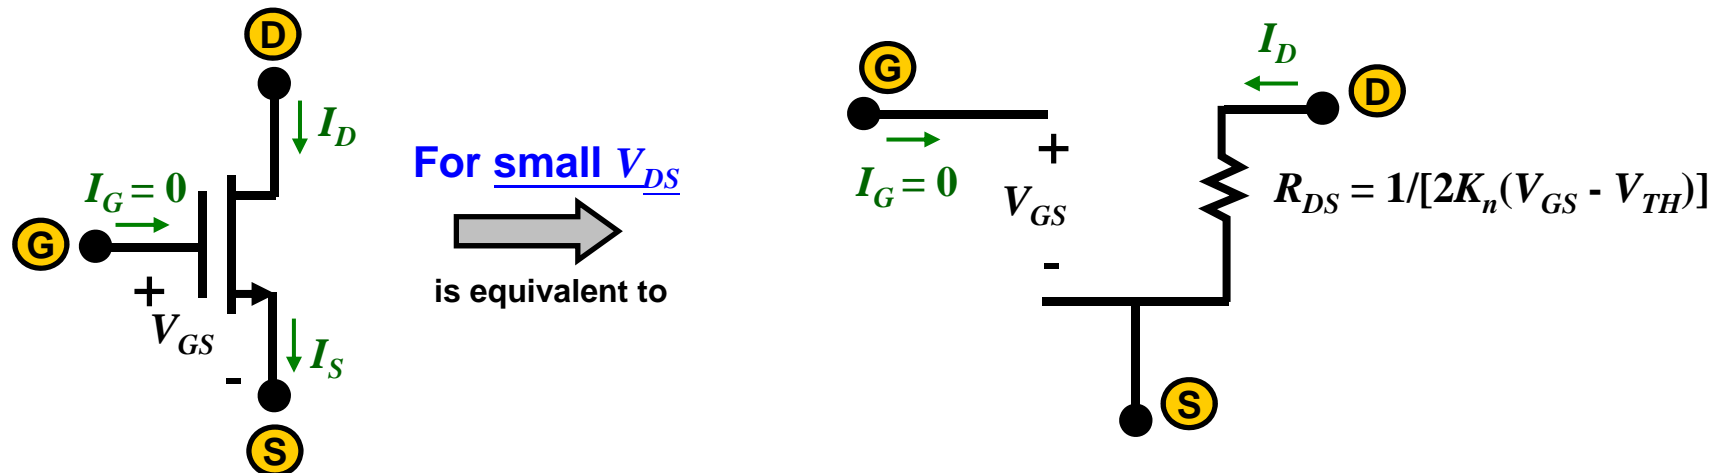 D
I_D
I_G = 0
G
+
V_GS
-
I_S
S
For small V_DS
is equivalent to
G
I_G = 0
+
V_GS
-
I_D
D
R_DS = 1/[2K_n(V_GS - V_TH)]
S